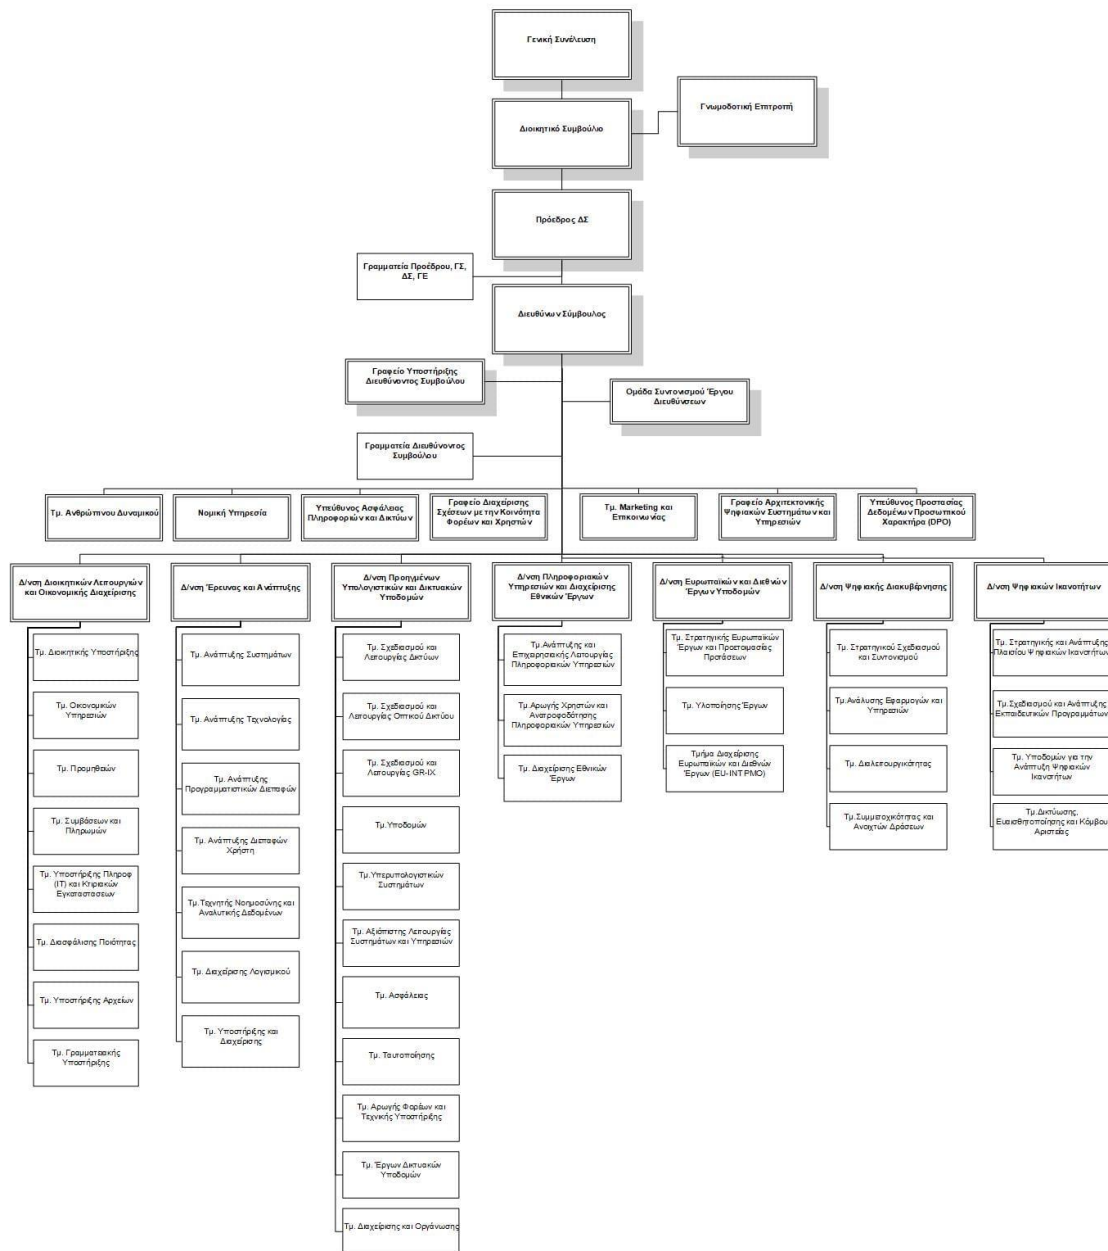 Γενική Συνέλευση
Γνωμοδοτική Επιτροπή
Διοικητικό Συμβούλιο
Πρόεδρος ΔΣ
Γραμματεία Προέδρου, ΓΣ,
ΔΣ, ΓΕ
Διευθύνων Σύμβουλος
Γραφείο Υποστήριξης
Διευθύνοντος Συμβούλου
Ομάδα Συντονισμού Έργου
Διευθύνσεων
Γραμματεία Διευθύνοντος
Συμβούλου
Τμ. Ανθρώπινου Δυναμικού
Νομική Υπηρεσία
Υπεύθυνος Ασφάλειας
Πληροφοριών και Δικτύων
Γραφείο Διαχείρισης
Σχέσεων με την Κοινότητα
Φορέων και Χρηστών
Τμ. Marketing και
Επικοινωνίας
Γραφείο Αρχιτεκτονικής
Ψηφιακών Συστημάτων και
Υπηρεσιών
Υπεύθυνος Προστασίας
Δεδομένων Προσωπικού
Χαρακτήρα (DPO)
Δ/νση Διοικητικών Λειτουργιών
και Οικονομικής Διαχείρισης
Τμ. Διοικητικής Υποστήριξης
Τμ. Οικονομικών
Υπηρεσιών
Τμ. Προμηθειών
Τμ. Συμβάσεων και
Πληρωμών
Τμ. Υποστήριξης Πληροφ
(IT) και Κτιριακών
Εγκαταστασεων
Τμ. Διασφάλισης Ποιότητας
Τμ. Υποστήριξης Αρχείων
Τμ. Γραμματειακής
Υποστήριξης
Δ/νση Έρευνας και Ανάπτυξης
Τμ. Ανάπτυξης Συστημάτων
Τμ. Ανάπτυξης Τεχνολογίας
Τμ. Ανάπτυξης
Προγραμματιστικών Διεπαφών
Τμ. Ανάπτυξης Διεπαφών
Χρήστη
Τμ.Τεχνητής Νοημοσύνης και
Αναλυτικής Δεδομένων
Τμ. Διαχείρισης Λογισμικού
Τμ. Υποστήριξης και
Διαχείρισης
Δ/νση Προηγμένων
Υπολογιστικών και Δικτυακών
Υποδομών
Τμ. Σχεδιασμού και
Λειτουργίας Δικτύων
Τμ. Σχεδιασμού και
Λειτουργίας Οπτικού Δικτύου
Τμ. Σχεδιασμού και
Λειτουργίας GR-IX
Τμ.Υποδομών
Τμ.Υπερυπολογιστικών
Συστημάτων
Τμ. Αξιόπιστης Λειτουργίας
Συστημάτων και Υπηρεσιών
Τμ. Ασφάλειας
Τμ. Ταυτοποίησης
Τμ. Αρωγής Φορέων και
Τεχνικής Υποστήριξης
Τμ. Έργων Δικτυακών
Υποδομών
Τμ. Διαχείρισης και Οργάνωσης
Δ/νση Πληροφοριακών
Υπηρεσιών και Διαχείρισης
Εθνικών Έργων
Τμ.Ανάπτυξης και
Επιχειρησιακής Λειτουργίας
Πληροφοριακών Υπηρεσιών
Τμ.Αρωγής Χρηστών και
Ανατροφοδότησης
Πληροφοριακών Υπηρεσιών
Τμ. Διαχείρισης Εθνικών
Έργων
Δ/νση Ευρωπαϊκών και Διεθνών
Έργων Υποδομών
Τμ. Στρατηγικής Ευρωπαϊκών
Έργων και Προετοιμασίας
Προτάσεων
Τμ. Υλοποίησης Έργων
Τμήμα Διαχείρισης
Ευρωπαϊκών και Διεθνών
Έργων (EU-INT PMO)
Δ/νση Ψηφιακής Διακυβέρνησης
Τμ. Στρατηγικού Σχεδιασμού
και Συντονισμού
Τμ.Ανάλυσης Εφαρμογών και
Υπηρεσιών
Τμ. Διαλειτουργικότητας
Τμ.Συμμετοχικότητας και
Ανοιχτών Δράσεων
Δ/νση Ψηφιακών Ικανοτήτων
Τμ. Στρατηγικής και Ανάπτυξης
Πλαισίου Ψηφιακών Ικανοτήτων
Τμ.Σχεδιασμού και Ανάπτυξης
Εκπαιδευτικών Προγραμμάτων
Τμ. Υποδομών για την
Ανάπτυξη Ψηφιακών
Ικανοτήτων
Τμ.Δικτύωσης,
Ευαισθητοποίησης και Κόμβου
Αριστείας